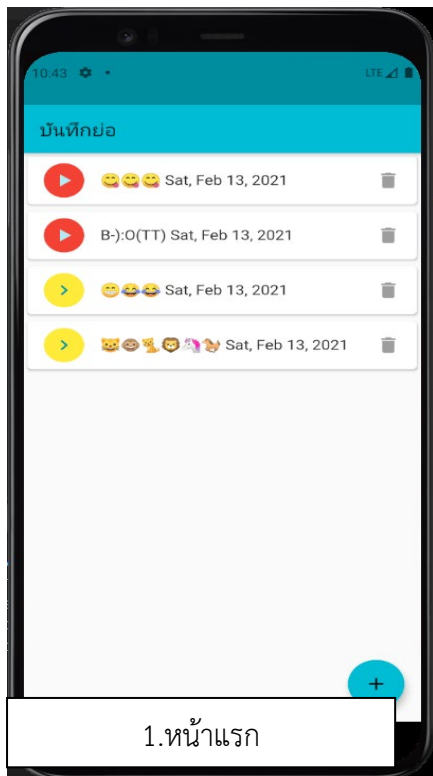 10:43 LTE
บันทึกย่อ
😋😋😋 Sat, Feb 13, 2021
B-):O(TT) Sat, Feb 13, 2021
😁😂😂 Sat, Feb 13, 2021
😺🐵🐆🦁🦄🐎 Sat, Feb 13, 2021
+
1.หน้าแรก